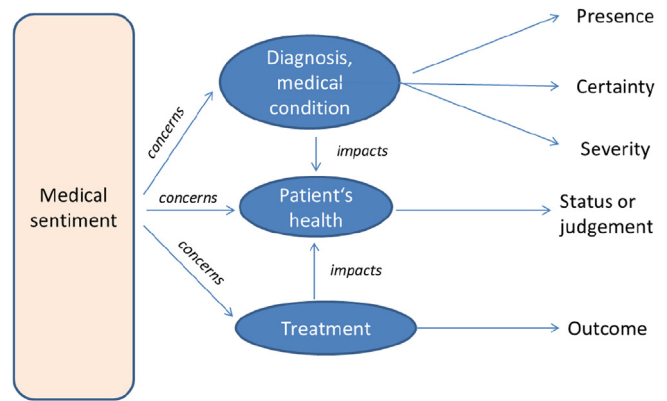 Medical
sentiment
concerns
concerns
concerns
Diagnosis,
medical
condition
impacts
Patient‘s
health
impacts
Treatment
Presence
Certainty
Severity
Status or
judgement
Outcome